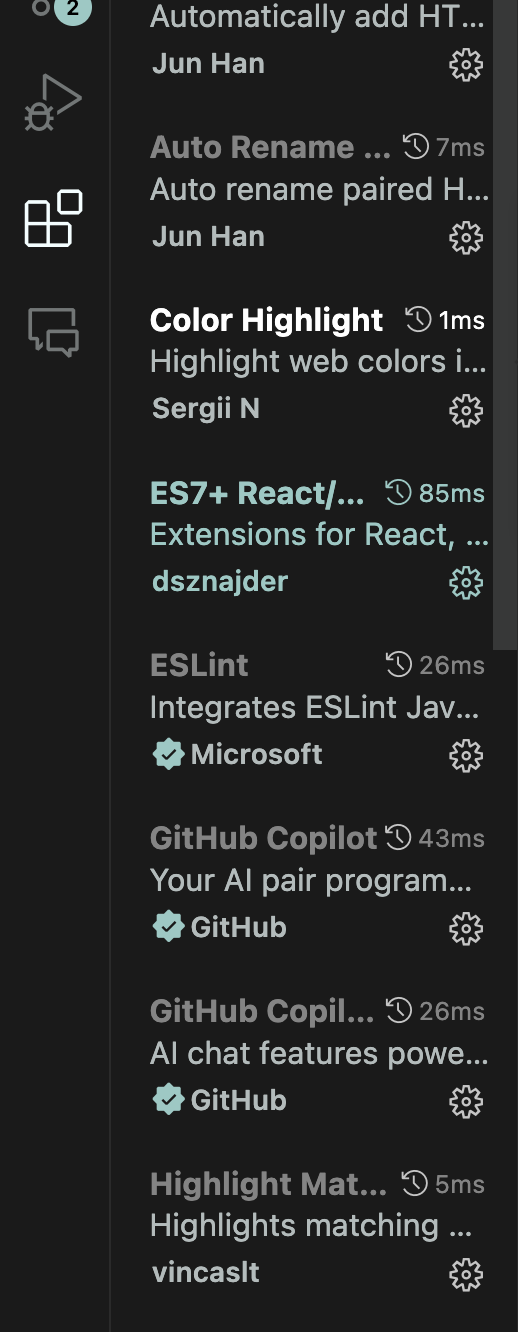 2
Automatically add HT...
Jun Han
Auto Rename ... 7ms
Auto rename paired H...
Jun Han
Color Highlight 1ms
Highlight web colors i...
Sergii N
ES7+ React/... 85ms
Extensions for React, ...
dsznajder
ESLint 26ms
Integrates ESLint Jav...
Microsoft
GitHub Copilot 43ms
Your AI pair program...
GitHub
GitHub Copil... 26ms
AI chat features powe...
GitHub
Highlight Mat... 5ms
Highlights matching ...
vincaslt